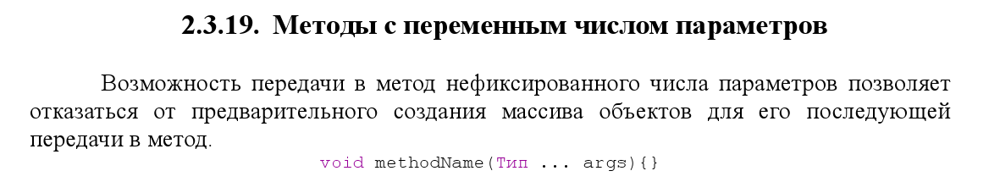 2.3.19. Методы с переменным числом параметров
Возможность передачи в метод нефиксированного числа параметров позволяет
отказаться от предварительного создания массива объектов для его последующей
передачи в метод.
void methodName(Тип ... args){}